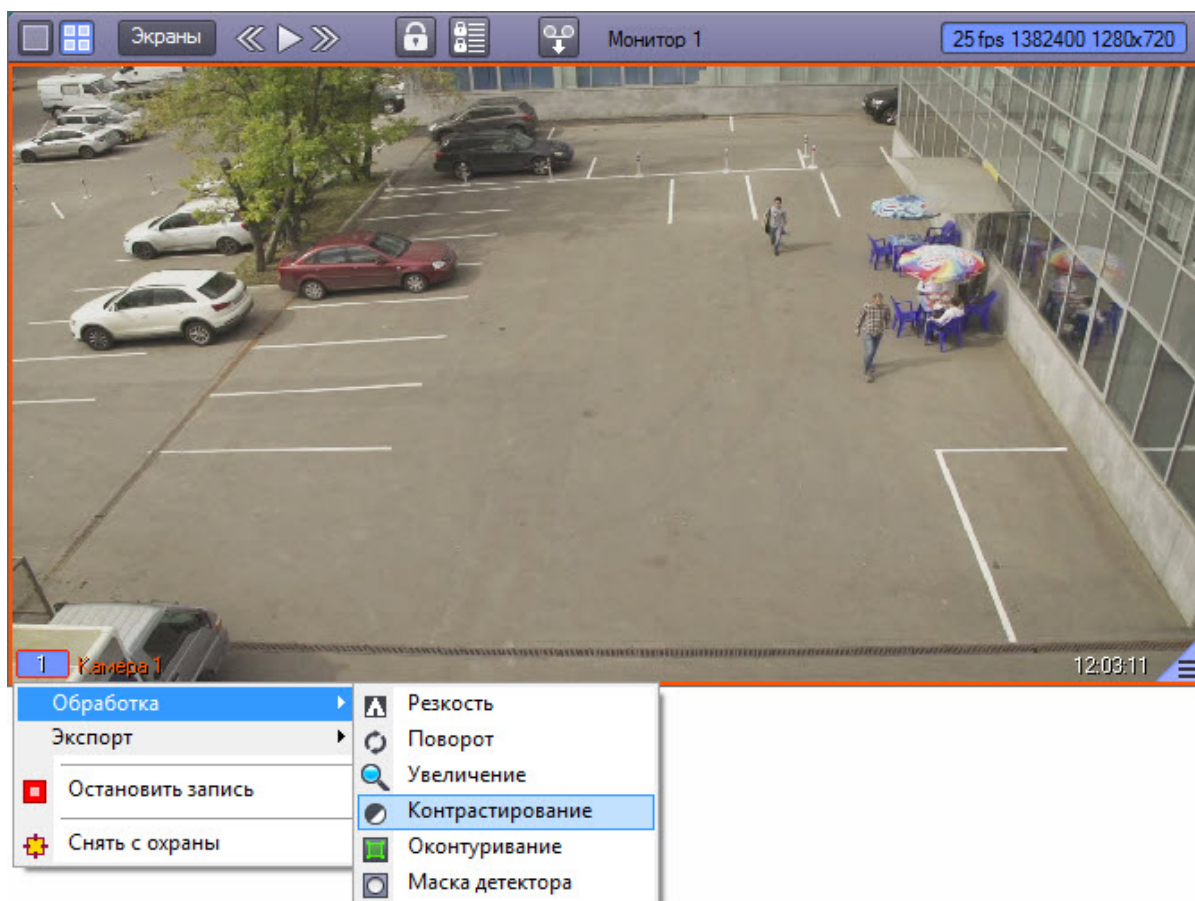 Экраны
Монитор 1
25 fps 1382400 1280x720
1
Камера 1
12:03:11
Обработка
Экспорт
Остановить запись
Снять с охраны
Резкость
Поворот
Увеличение
Контрастирование
Оконтуривание
Маска детектора